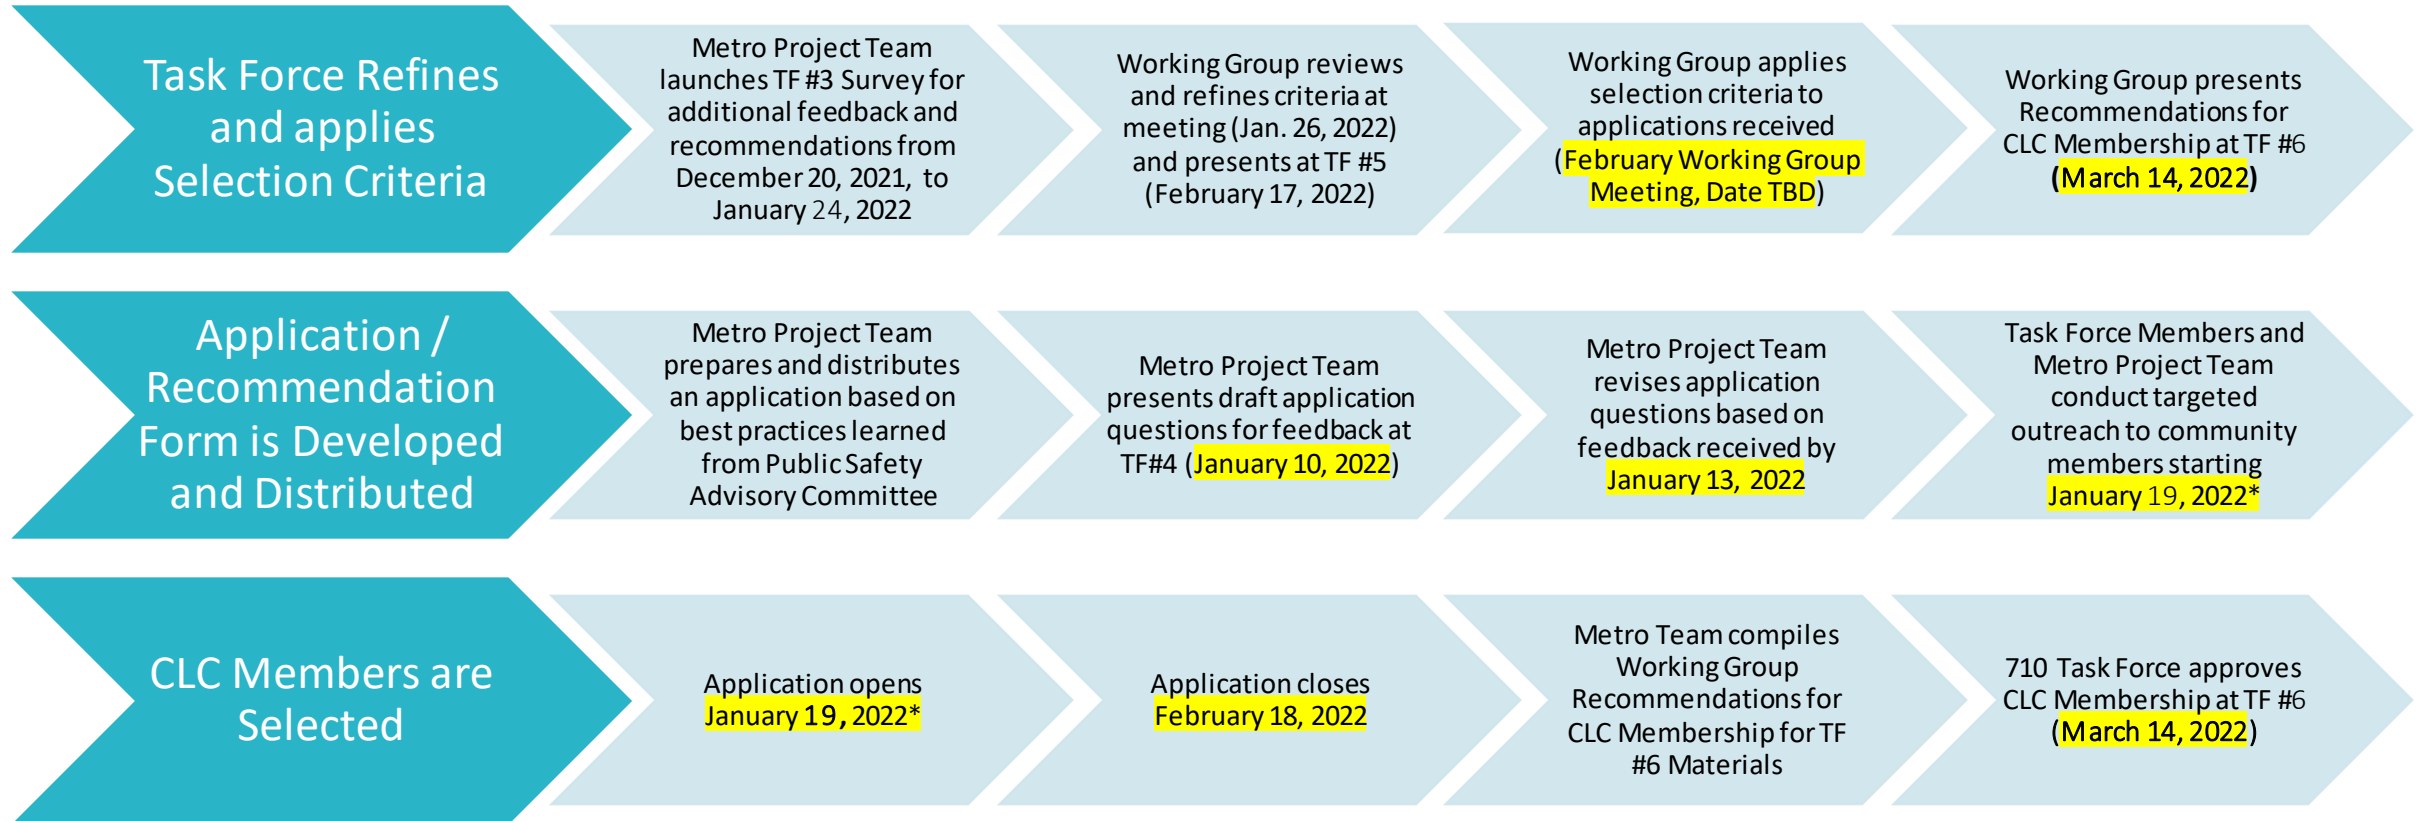 Task Force Refines
and applies
Selection Criteria
Metro Project Team
launches TF #3 Survey for
additional feedback and
recommendations from
December 20, 2021, to
January 24, 2022
Working Group reviews
and refines criteria at
meeting (Jan. 26, 2022)
and presents at TF #5
(February 17, 2022)
Working Group applies
selection criteria to
applications received
(February Working Group
Meeting, Date TBD)
Working Group presents
Recommendations for
CLC Membership at TF #6
(March 14, 2022)
Application /
Recommendation
Form is Developed
and Distributed
Metro Project Team
prepares and distributes
an application based on
best practices learned
from Public Safety
Advisory Committee
Metro Project Team
presents draft application
questions for feedback at
TF#4 (January 10, 2022)
Metro Project Team
revises application
questions based on
feedback received by
January 13, 2022
Task Force Members and
Metro Project Team
conduct targeted
outreach to community
members starting
January 19, 2022*
CLC Members are
Selected
Application opens
January 19, 2022*
Application closes
February 18, 2022
Metro Team compiles
Working Group
Recommendations for
CLC Membership for TF
#6 Materials
710 Task Force approves
CLC Membership at TF #6
(March 14, 2022)